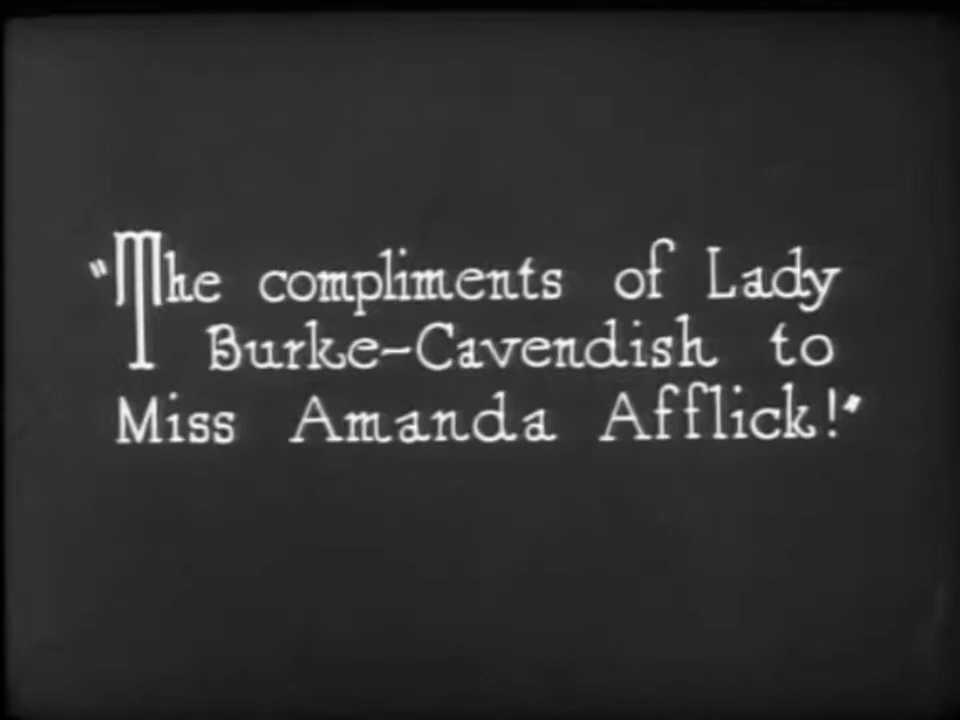 "The compliments of Lady
Burke-Cavendish to
Miss Amanda Afflick!"